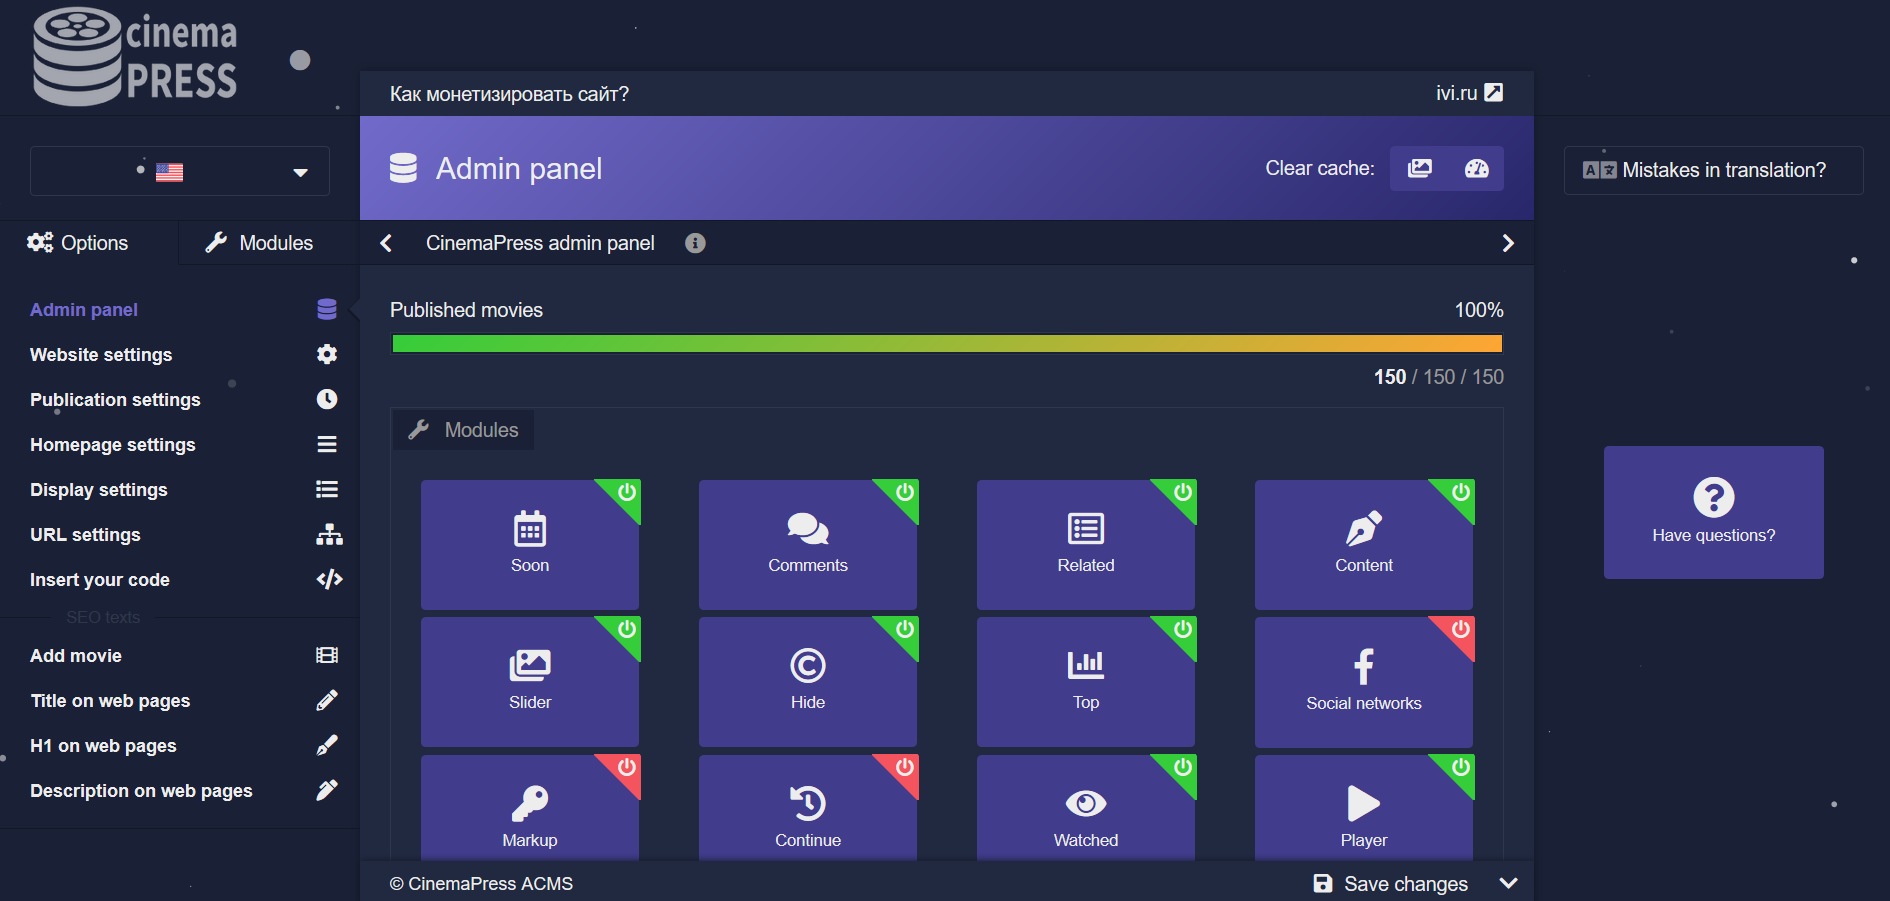 cinema
PRESS
Как монетизировать сайт?
ivi.ru
Admin panel
Clear cache:
Mistakes in translation?
Options
Modules
CinemaPress admin panel
Admin panel
Website settings
Publication settings
Homepage settings
Display settings
URL settings
Insert your code
SEO texts
Add movie
Title on web pages
H1 on web pages
Description on web pages
Published movies
100%
150 / 150 / 150
Modules
Soon
Comments
Related
Content
Slider
Hide
Top
Social networks
Markup
Continue
Watched
Player
Have questions?
© CinemaPress ACMS
Save changes